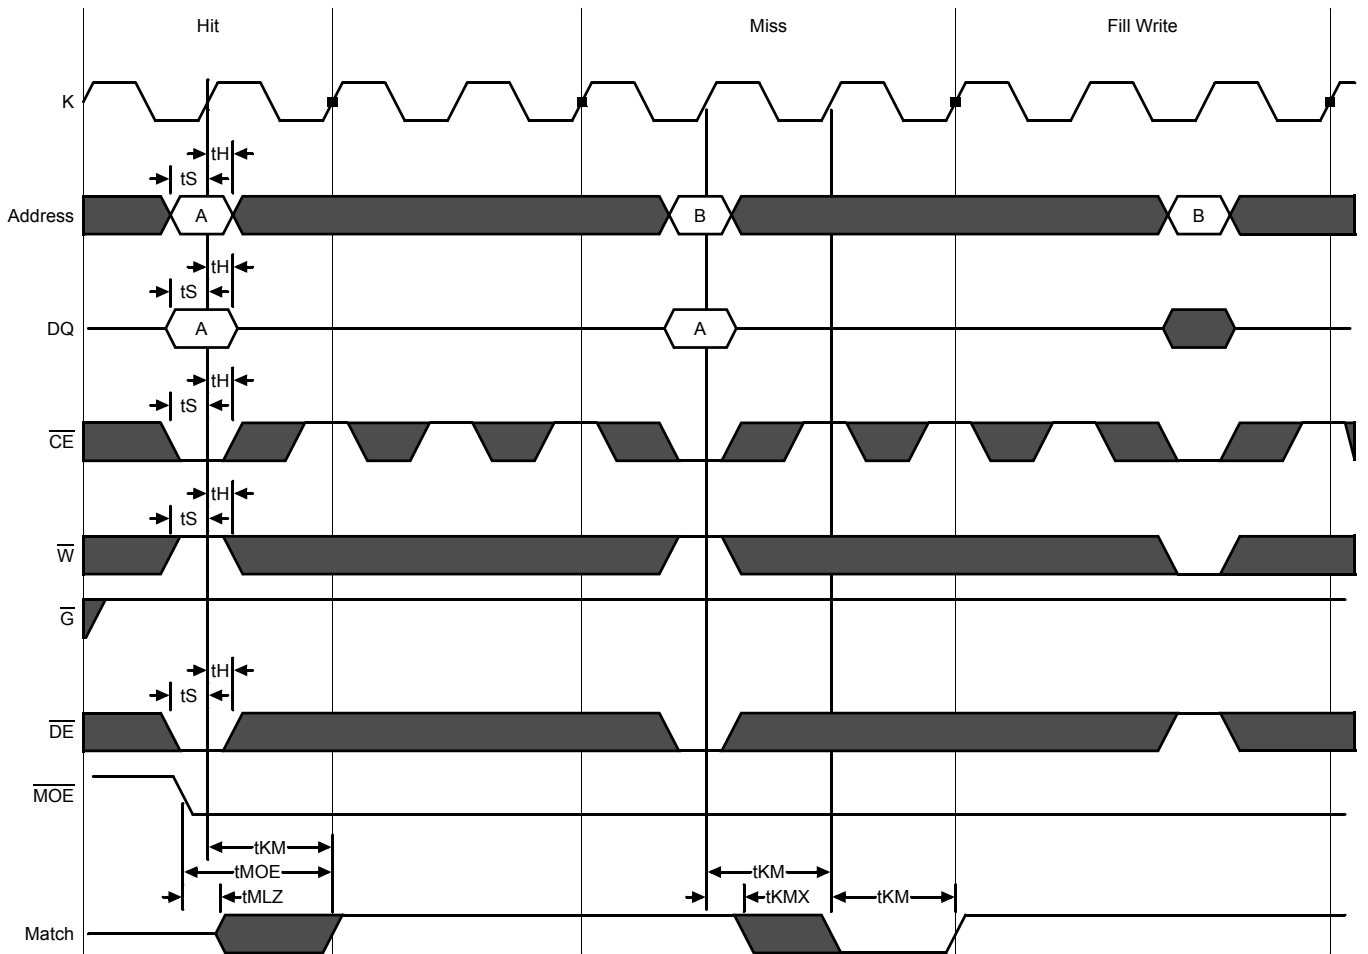 Hit Miss Fill Write
K
tH
tS
Address A B B
tH
tS
DQ A A
tH
tS
CE
tH
tS
W
G
tH
tS
DE
MOE
tKM
tMOE tKM
tMLZ tKMX tKM
Match